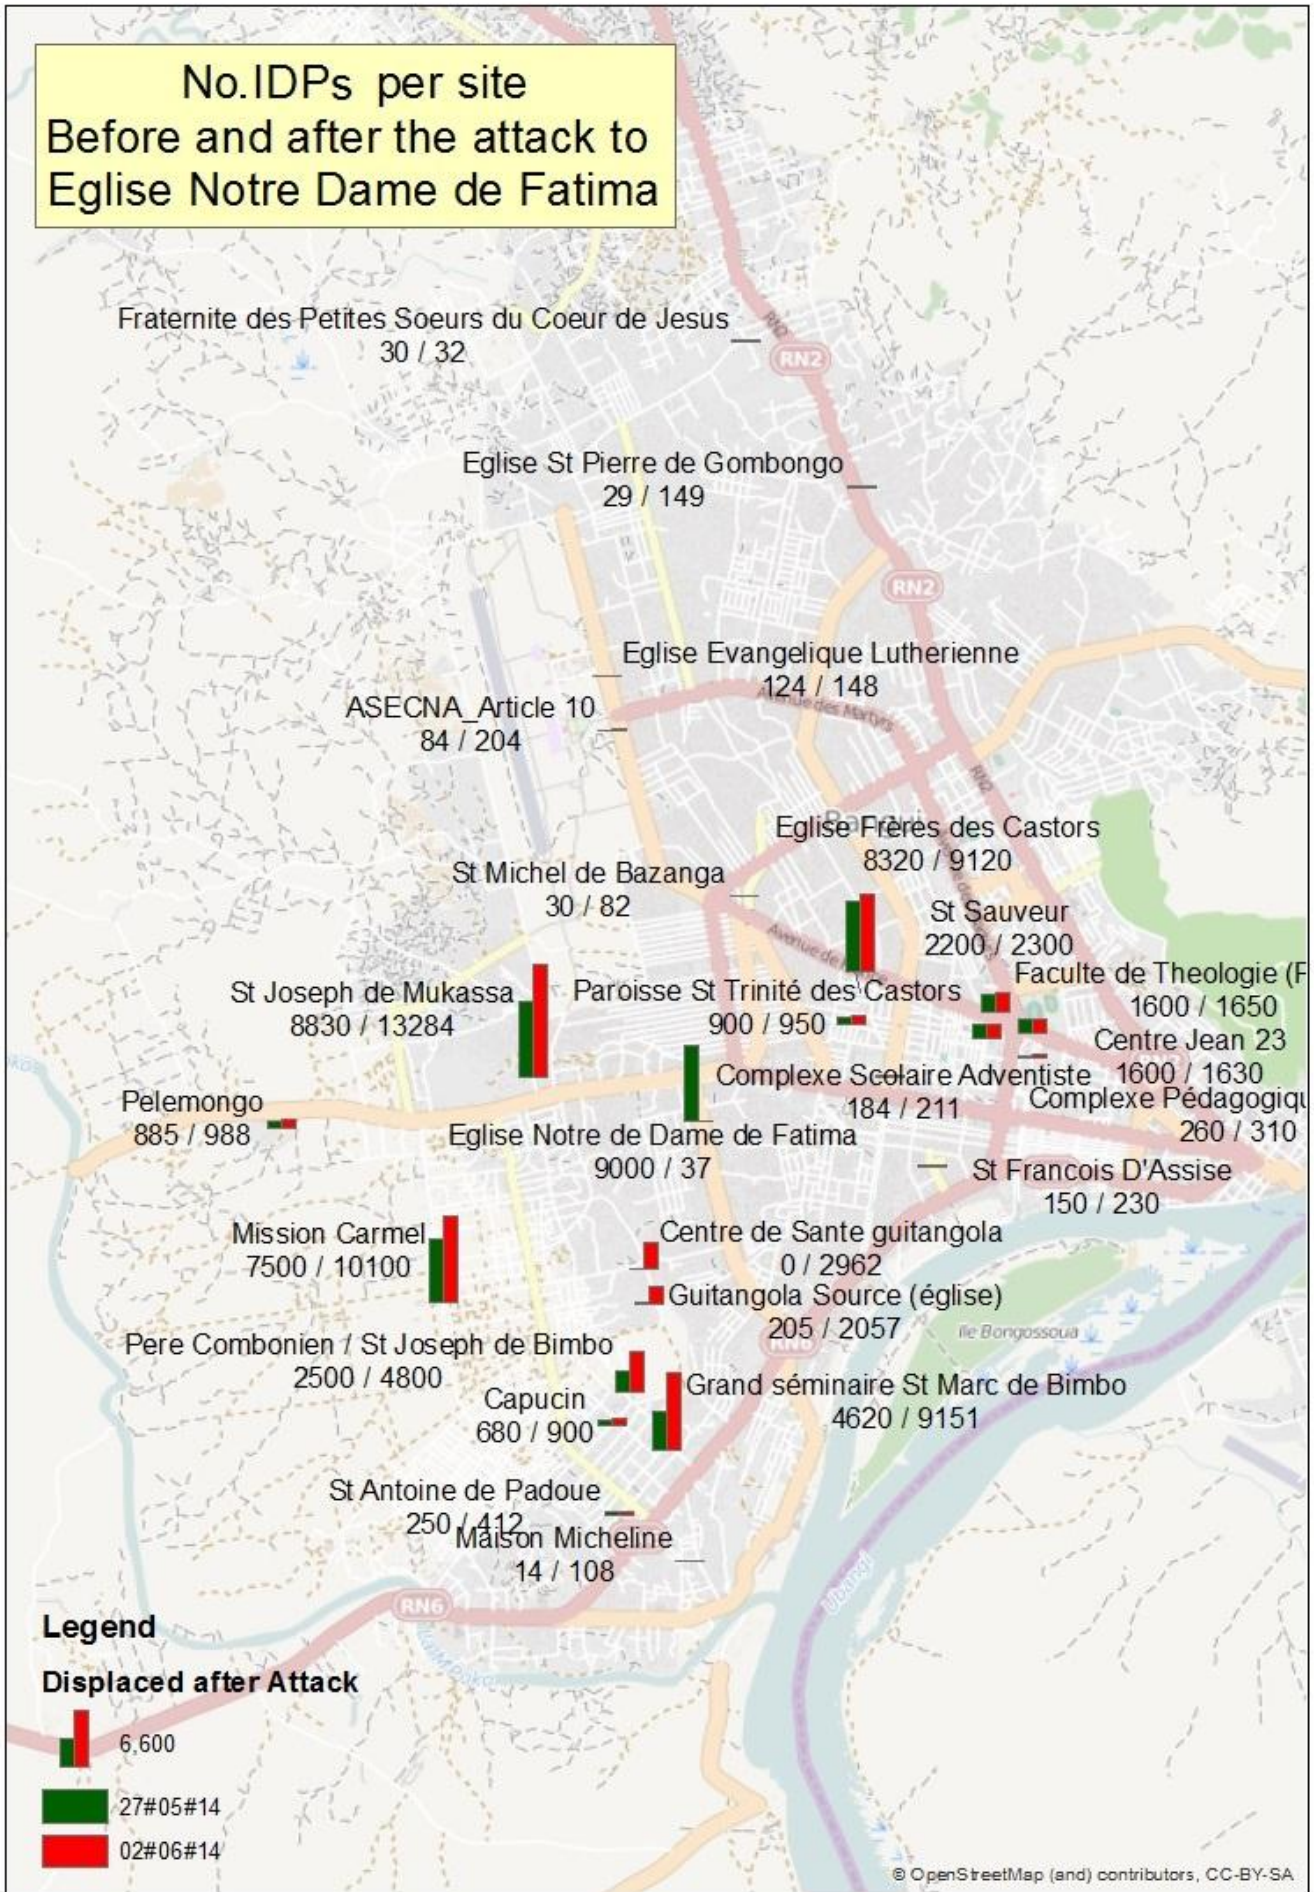 No.IDPs per site
Before and after the attack to
Eglise Notre Dame de Fatima
Fraternite des Petites Soeurs du Coeur de Jesus
30 / 32
RN2
RN2
Eglise St Pierre de Gombongo
29 / 149
RN2
Eglise Evangelique Lutherienne
124 / 148
Avenue des Martyrs
ASECNA_Article 10
84 / 204
RN2
Bangui
Eglise Frères des Castors
8320 / 9120
St Michel de Bazanga
30 / 82
St Sauveur
2200 / 2300
Avenue de
Faculte de Theologie (F
1600 / 1650
St Joseph de Mukassa
8830 / 13284
Paroisse St Trinité des Castors
900 / 950
Centre Jean 23
1600 / 1630
Complexe Scolaire Adventiste
184 / 211
Complexe Pédagogiqu
260 / 310
Pelemongo
885 / 988
Eglise Notre de Dame de Fatima
9000 / 37
St Francois D'Assise
150 / 230
Mission Carmel
7500 / 10100
Centre de Sante guitangola
0 / 2962
Guitangola Source (église)
205 / 2057
Ile Bongossoua
RN6
Pere Combonien / St Joseph de Bimbo
2500 / 4800
Grand séminaire St Marc de Bimbo
4620 / 9151
Capucin
680 / 900
St Antoine de Padoue
250 / 412
Maison Micheline
14 / 108
Ubangi
RN6
Legend
Displaced after Attack
6,600
27#05#14
02#06#14
© OpenStreetMap (and) contributors, CC-BY-SA